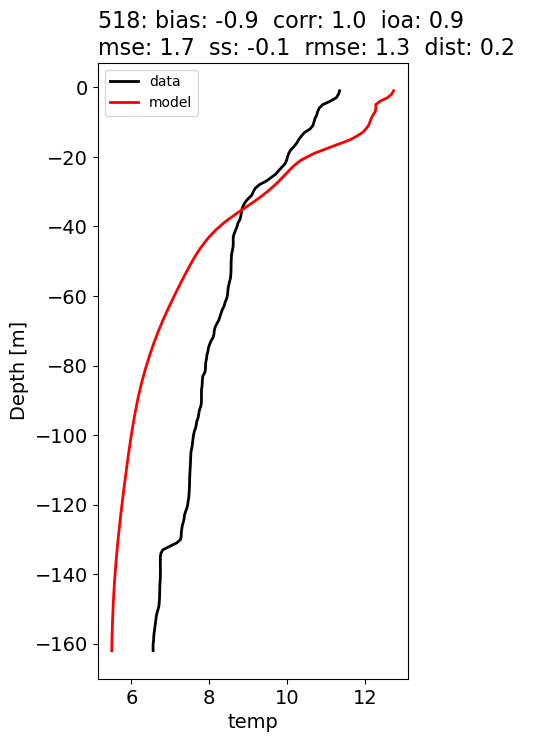 518: bias: -0.9  corr: 1.0  ioa: 0.9
mse: 1.7  ss: -0.1  rmse: 1.3  dist: 0.2
data
model
0
−20
−40
−60
−80
−100
−120
−140
−160
Depth [m]
6
8
10
12
temp